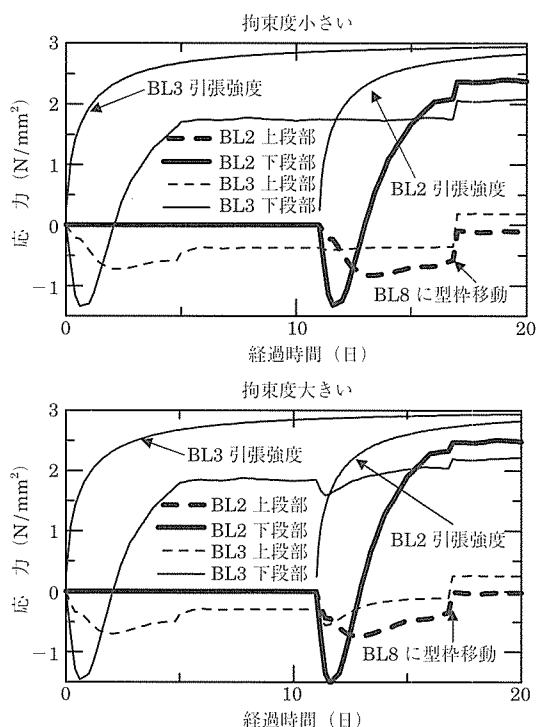 拘束度小さい
3
2
1
0
−1
応 力 (N/mm²)
BL3 引張強度
BL2 上段部
BL2 下段部
BL3 上段部
BL3 下段部
BL2 引張強度
BL8 に型枠移動
0
10
20
経過時間（日）
拘束度大きい
3
2
1
0
−1
応 力 (N/mm²)
BL3 引張強度
BL2 上段部
BL2 下段部
BL3 上段部
BL3 下段部
BL2 引張強度
BL8 に型枠移動
0
10
20
経過時間（日）